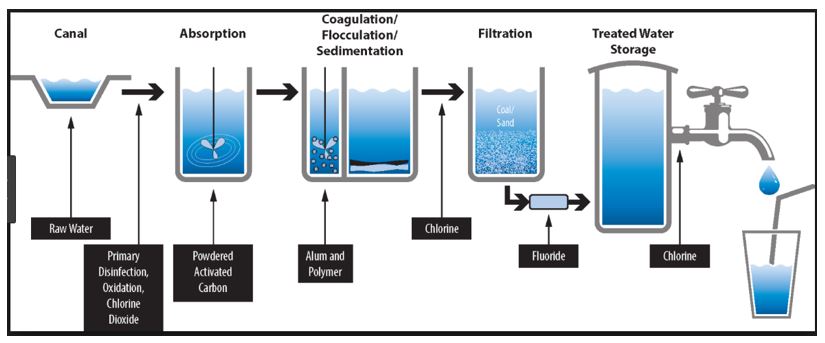 Canal
Absorption
Coagulation/
Flocculation/
Sedimentation
Filtration
Treated Water
Storage
Coal/
Sand
Raw Water
Primary
Disinfection,
Oxidation,
Chlorine
Dioxide
Powdered
Activated
Carbon
Alum and
Polymer
Chlorine
Fluoride
Chlorine